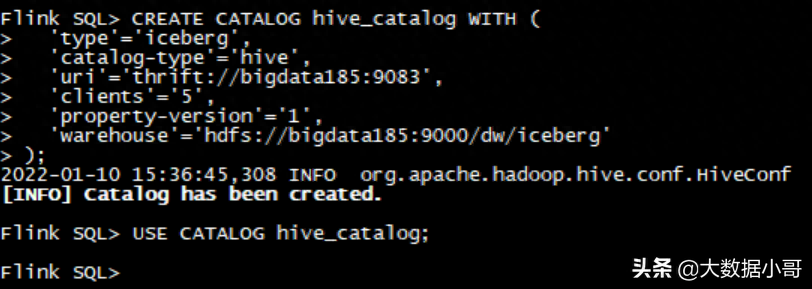 Flink SQL> CREATE CATALOG hive_catalog WITH (
>   'type'='iceberg',
>   'catalog-type'='hive',
>   'uri'='thrift://bigdata185:9083',
>   'clients'='5',
>   'property-version'='1',
>   'warehouse'='hdfs://bigdata185:9000/dw/iceberg'
> );
2022-01-10 15:36:45,308 INFO  org.apache.hadoop.hive.conf.HiveConf
[INFO] Catalog has been created.
Flink SQL> USE CATALOG hive_catalog;
Flink SQL>
头条 @大数据小哥